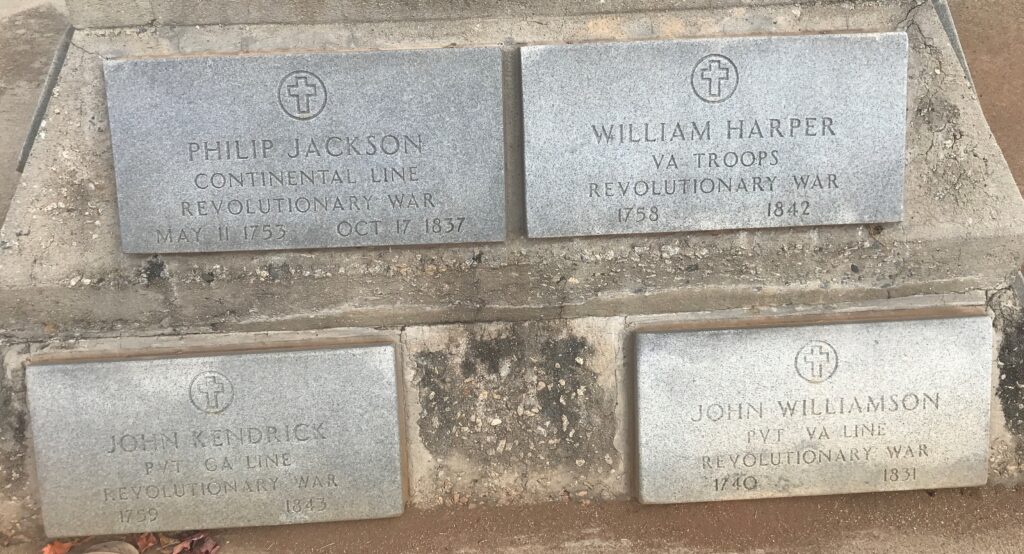 PHILIP JACKSON
CONTINENTAL LINE
REVOLUTIONARY WAR
MAY 11 1753 OCT 17 1837
WILLIAM HARPER
VA TROOPS
REVOLUTIONARY WAR
1758 1842
JOHN KENDRICK
PVT GA LINE
REVOLUTIONARY WAR
1759 1843
JOHN WILLIAMSON
PVT VA LINE
REVOLUTIONARY WAR
1740 1831